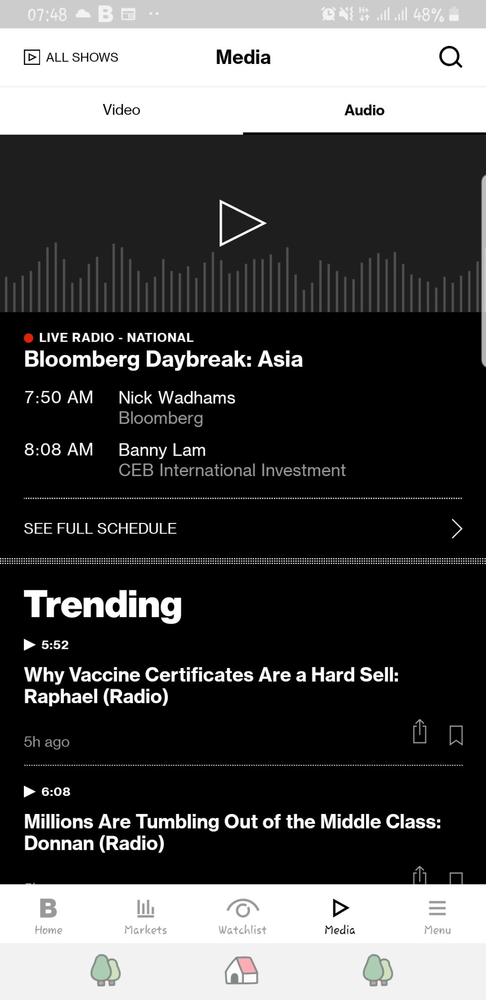 07:48 B H+ 48%
ALL SHOWS Media
Video Audio
LIVE RADIO - NATIONAL
Bloomberg Daybreak: Asia
7:50 AM Nick Wadhams
Bloomberg
8:08 AM Banny Lam
CEB International Investment
SEE FULL SCHEDULE
Trending
5:52
Why Vaccine Certificates Are a Hard Sell:
Raphael (Radio)
5h ago
6:08
Millions Are Tumbling Out of the Middle Class:
Donnan (Radio)
B
Home Markets Watchlist Media Menu